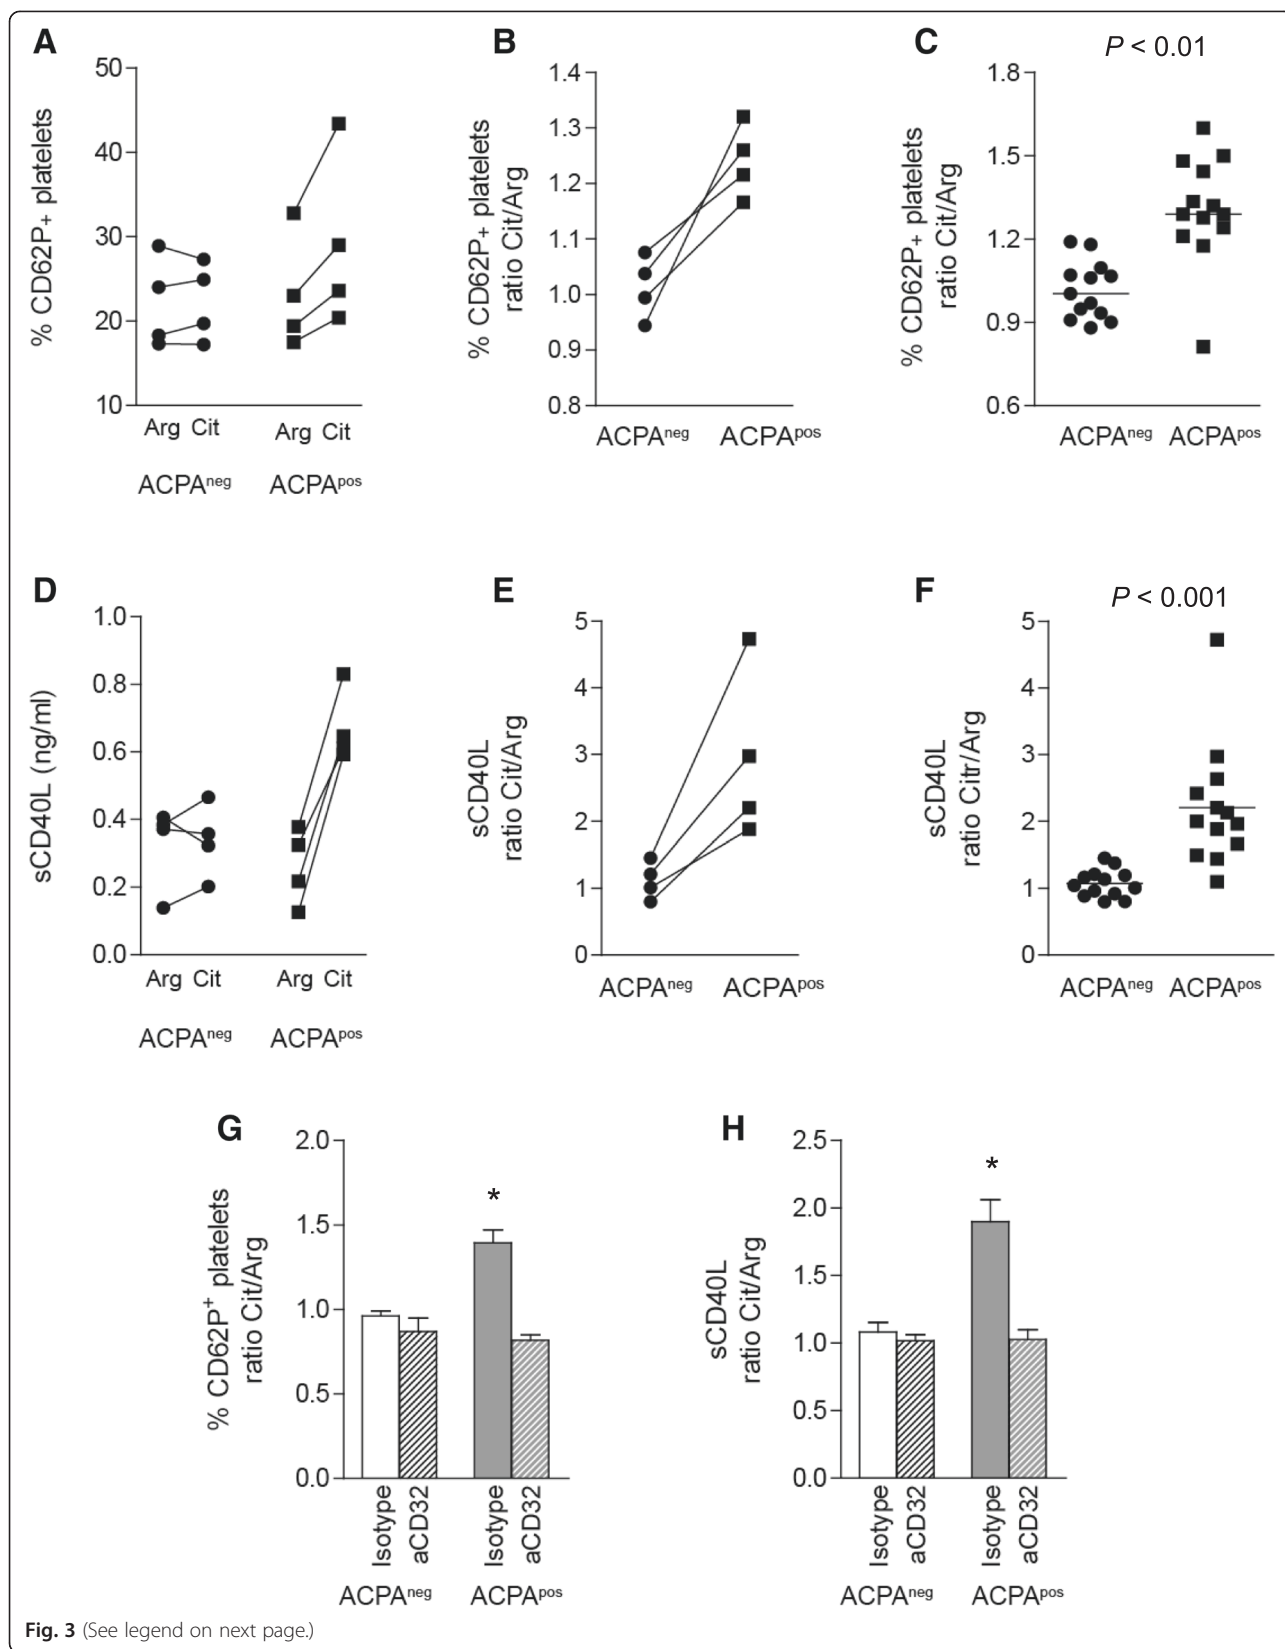 A
50
40
30
20
10
% CD62P+ platelets
Arg Cit
Arg Cit
ACPAneg
ACPApos
B
1.4
1.3
1.2
1.1
1.0
0.9
0.8
% CD62P+ platelets
ratio Cit/Arg
ACPAneg
ACPApos
C
P < 0.01
1.8
1.5
1.2
0.9
0.6
% CD62P+ platelets
ratio Cit/Arg
ACPAneg
ACPApos
D
1.0
0.8
0.6
0.4
0.2
0.0
sCD40L (ng/ml)
Arg Cit
Arg Cit
ACPAneg
ACPApos
E
5
4
3
2
1
0
sCD40L
ratio Cit/Arg
ACPAneg
ACPApos
F
P < 0.001
5
4
3
2
1
0
sCD40L
ratio Citr/Arg
ACPAneg
ACPApos
G
2.0
1.5
1.0
0.5
0.0
% CD62P+ platelets
ratio Cit/Arg
*
Isotype
aCD32
Isotype
aCD32
ACPAneg
ACPApos
H
2.5
2.0
1.5
1.0
0.5
0.0
sCD40L
ratio Cit/Arg
*
Isotype
aCD32
Isotype
aCD32
ACPAneg
ACPApos
Fig. 3 (See legend on next page.)